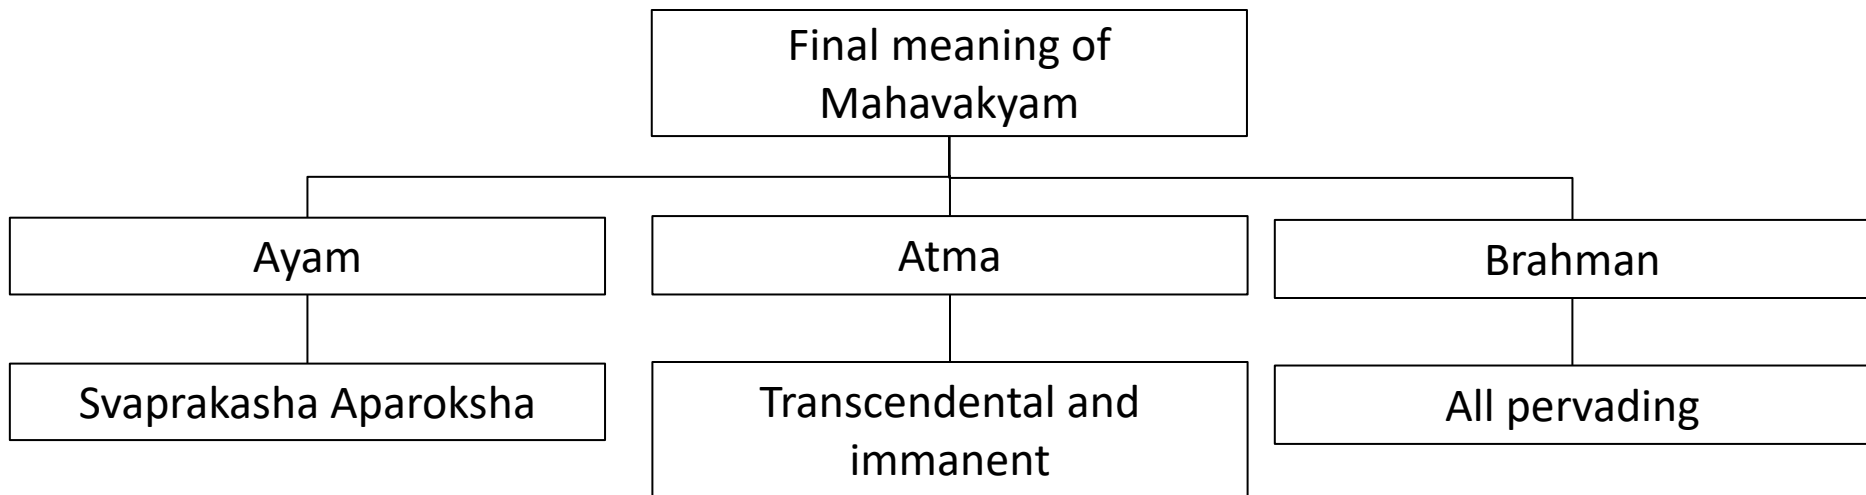 Final meaning of
Mahavakyam
Ayam
Atma
Brahman
Svaprakasha Aparoksha
Transcendental and
immanent
All pervading